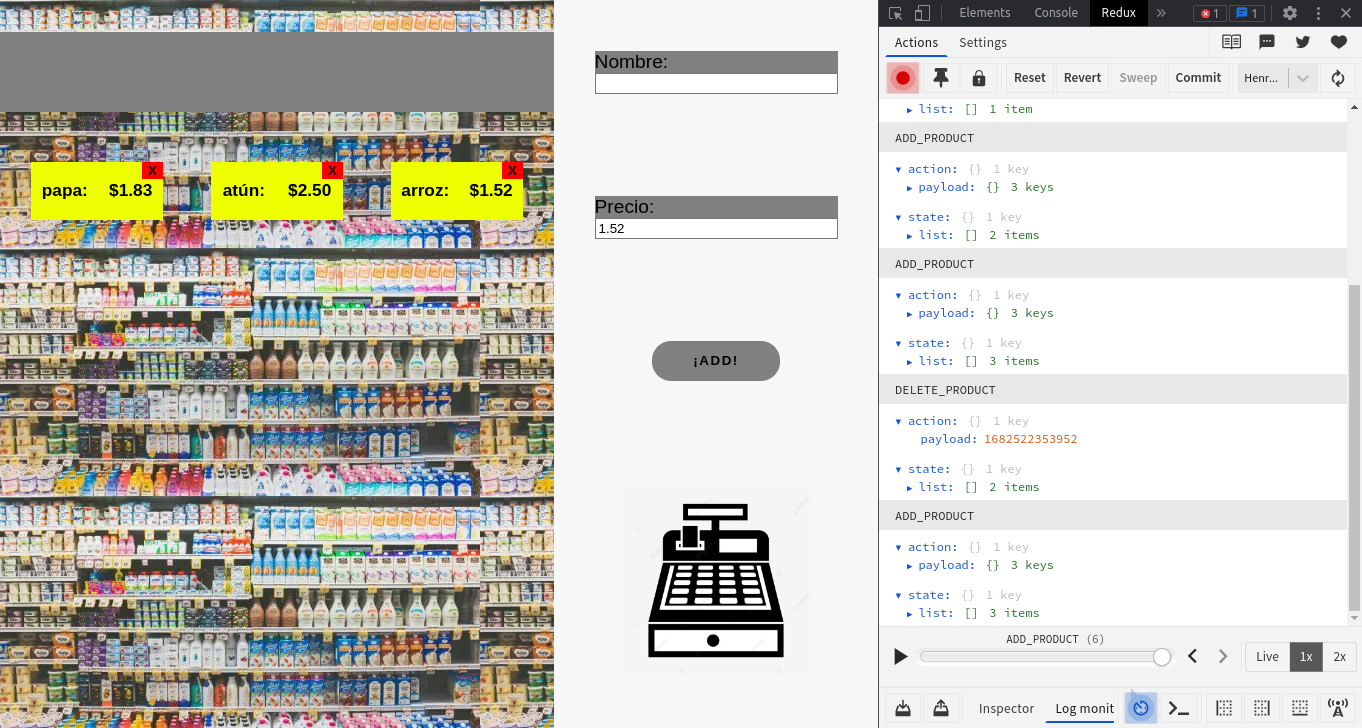 papa: $1.83 X
atún: $2.50 X
arroz: $1.52 X
Nombre:
Precio:
1.52
¡ADD!
Elements Console Redux » 1 1
Actions Settings
Reset Revert Sweep Commit Henr...
list: [] 1 item
ADD_PRODUCT
action: {} 1 key
payload: {} 3 keys
state: {} 1 key
list: [] 2 items
ADD_PRODUCT
action: {} 1 key
payload: {} 3 keys
state: {} 1 key
list: [] 3 items
DELETE_PRODUCT
action: {} 1 key
payload: 1682522353952
state: {} 1 key
list: [] 2 items
ADD_PRODUCT
action: {} 1 key
payload: {} 3 keys
state: {} 1 key
list: [] 3 items
ADD_PRODUCT (6)
Live 1x 2x
Inspector Log monit